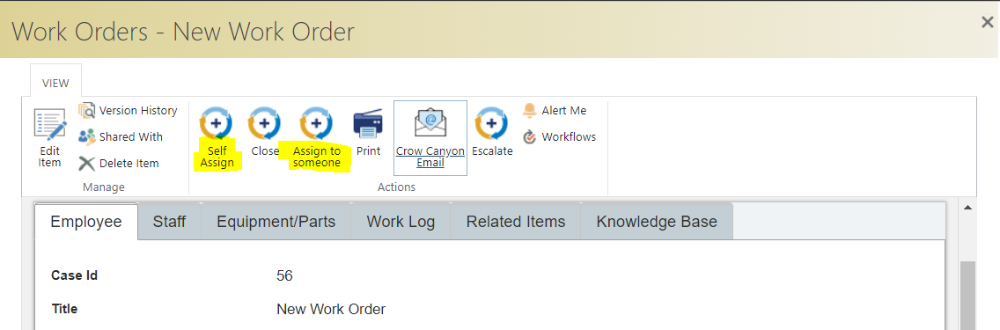 Work Orders - New Work Order
VIEW
Edit
Item
Version History
Shared With
Delete Item
Manage
Self
Assign
Close
Assign to
someone
Print
Crow Canyon
Email
Escalate
Alert Me
Workflows
Actions
Employee Staff Equipment/Parts Work Log Related Items Knowledge Base
Case Id 56
Title New Work Order